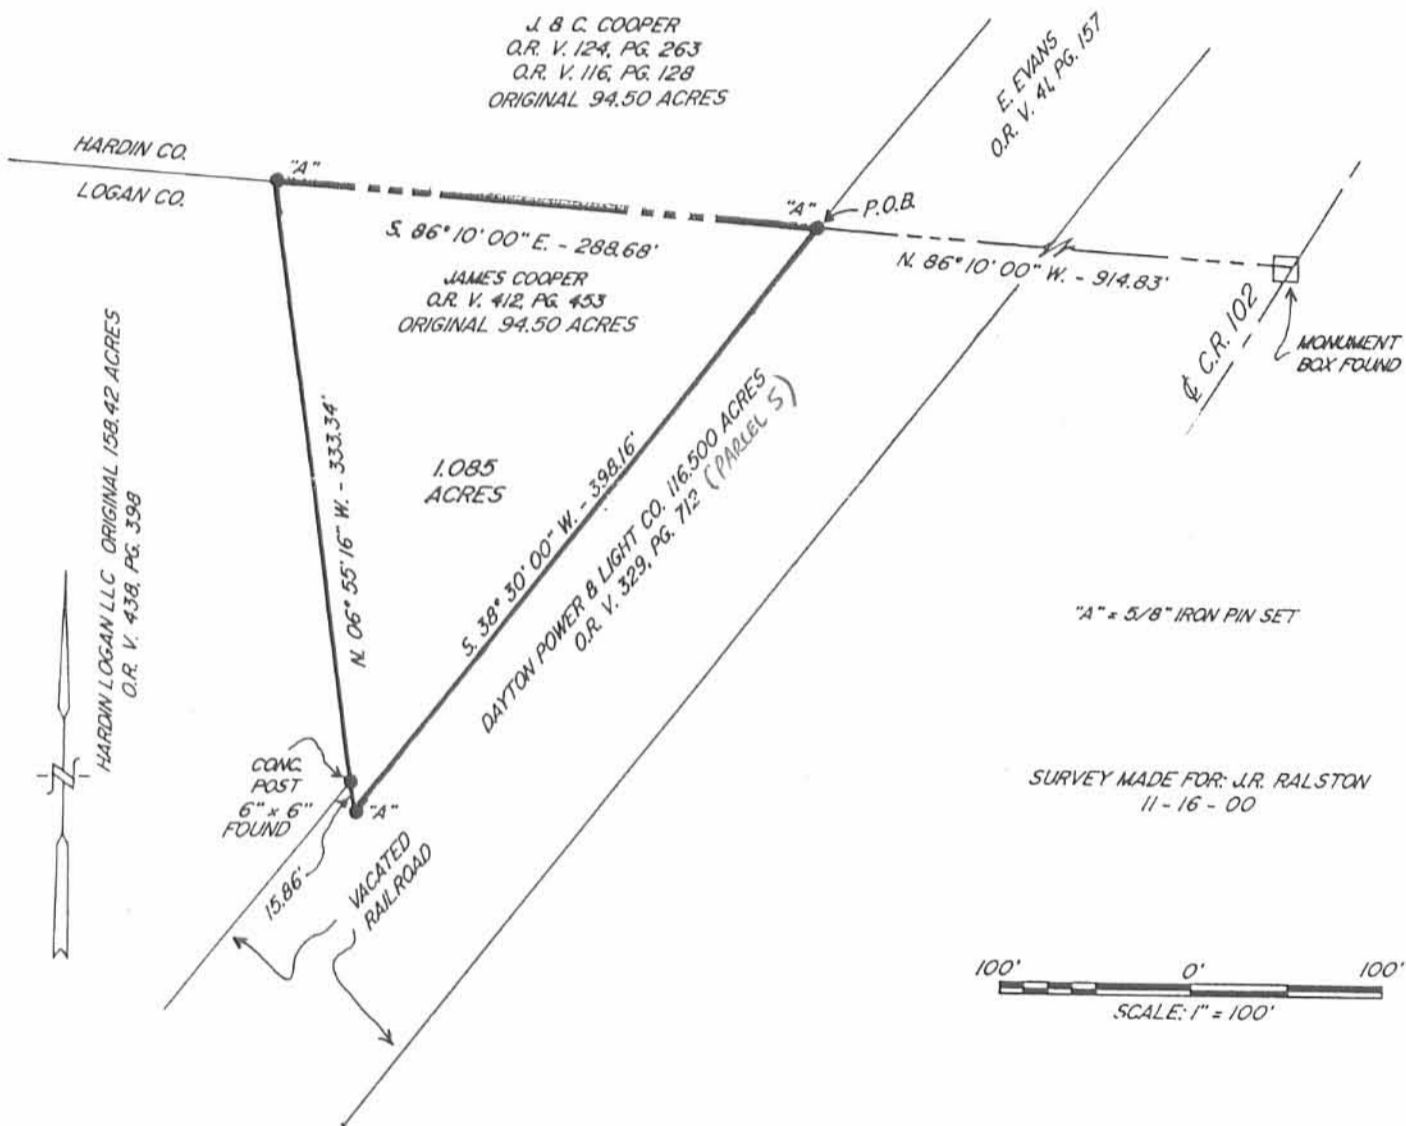 J. & C. COOPER
O.R. V. 124, PG. 263
O.R. V. 116, PG. 128
ORIGINAL 94.50 ACRES
E. EVANS
O.R. V. 41, PG. 157
HARDIN CO.
LOGAN CO.
"A"
"A"
P.O.B.
S. 86° 10' 00" E. - 288.68'
N. 86° 10' 00" W. - 914.83'
JAMES COOPER
O.R. V. 412, PG. 453
ORIGINAL 94.50 ACRES
₵ C.R. 102
MONUMENT
BOX FOUND
HARDIN LOGAN LLC ORIGINAL 158.42 ACRES
O.R. V. 438, PG. 398
N. 06° 55' 16" W. - 333.34'
1.085
ACRES
S. 38° 30' 00" W. - 398.16'
DAYTON POWER & LIGHT CO. 116.500 ACRES
O.R. V. 329, PG. 712 (PARCEL 5)
"A" = 5/8" IRON PIN SET
N
CONC.
POST
6" x 6"
FOUND
"A"
15.86'
VACATED
RAILROAD
SURVEY MADE FOR: J.R. RALSTON
11 - 16 - 00
100' 0' 100'
SCALE: 1" = 100'